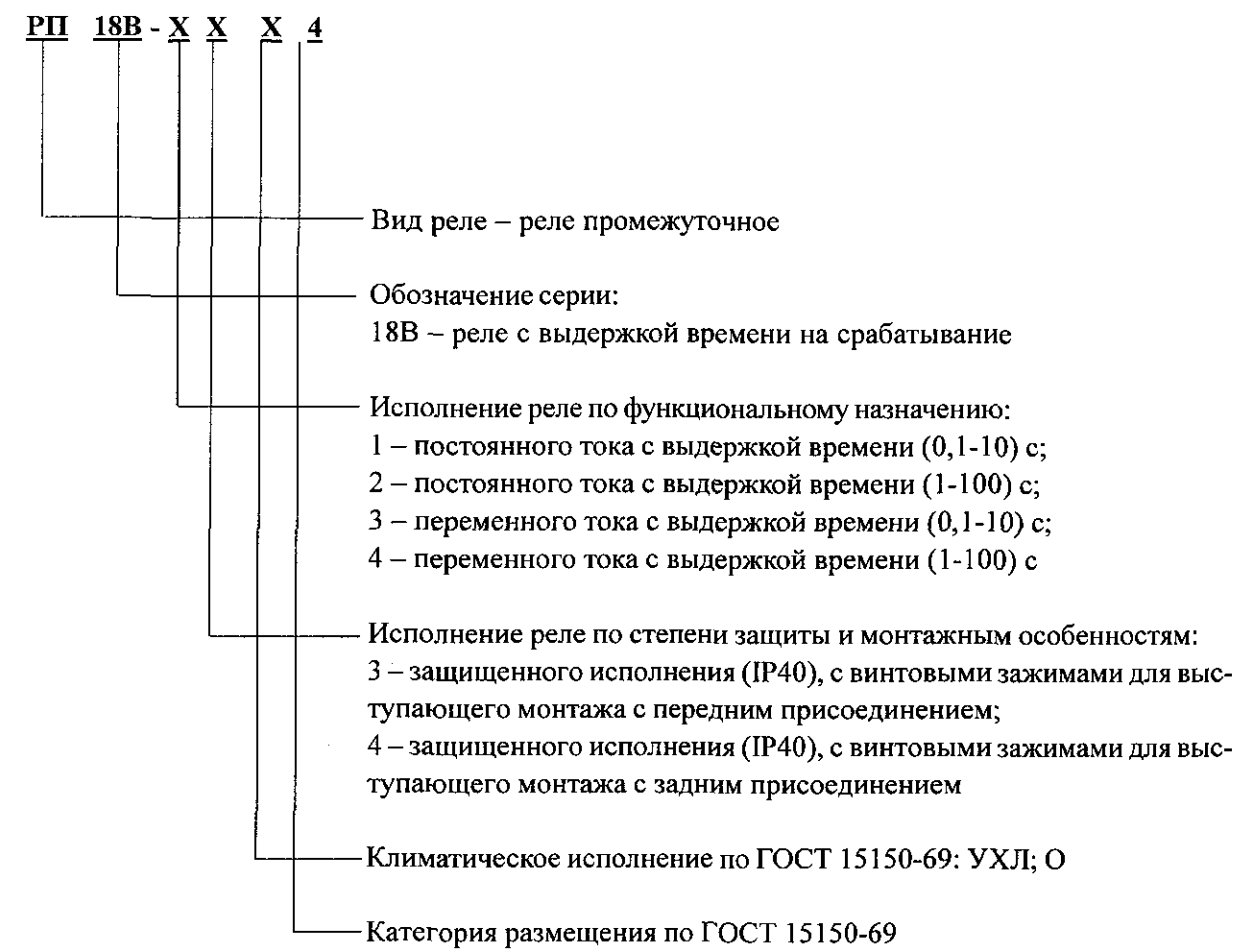 РП 18В - Х Х Х 4
Вид реле – реле промежуточное
Обозначение серии:
18В – реле с выдержкой времени на срабатывание
Исполнение реле по функциональному назначению:
1 – постоянного тока с выдержкой времени (0,1-10) с;
2 – постоянного тока с выдержкой времени (1-100) с;
3 – переменного тока с выдержкой времени (0,1-10) с;
4 – переменного тока с выдержкой времени (1-100) с
Исполнение реле по степени защиты и монтажным особенностям:
3 – защищенного исполнения (IP40), с винтовыми зажимами для выс-
тупающего монтажа с передним присоединением;
4 – защищенного исполнения (IP40), с винтовыми зажимами для выс-
тупающего монтажа с задним присоединением
Климатическое исполнение по ГОСТ 15150-69: УХЛ; О
Категория размещения по ГОСТ 15150-69